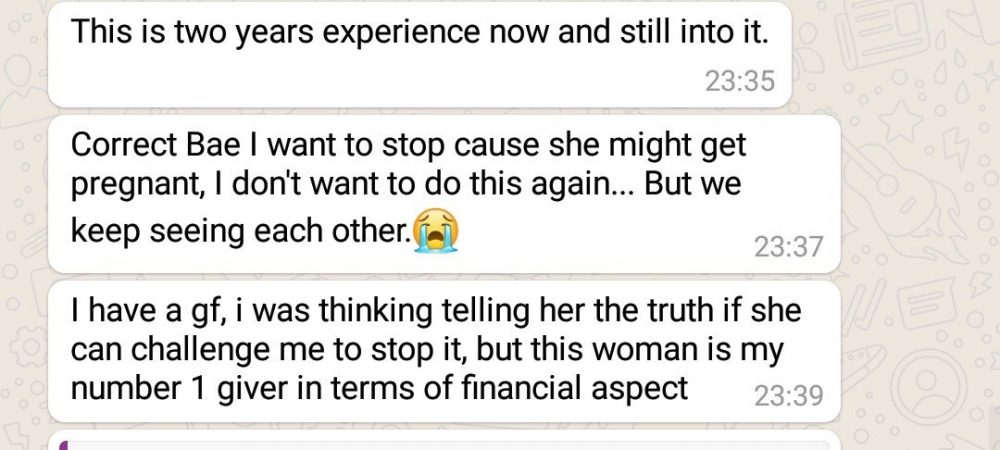 This is two years experience now and still into it.
23:35
Correct Bae I want to stop cause she might get
pregnant, I don't want to do this again... But we
keep seeing each other.😭
23:37
I have a gf, i was thinking telling her the truth if she
can challenge me to stop it, but this woman is my
number 1 giver in terms of financial aspect
23:39